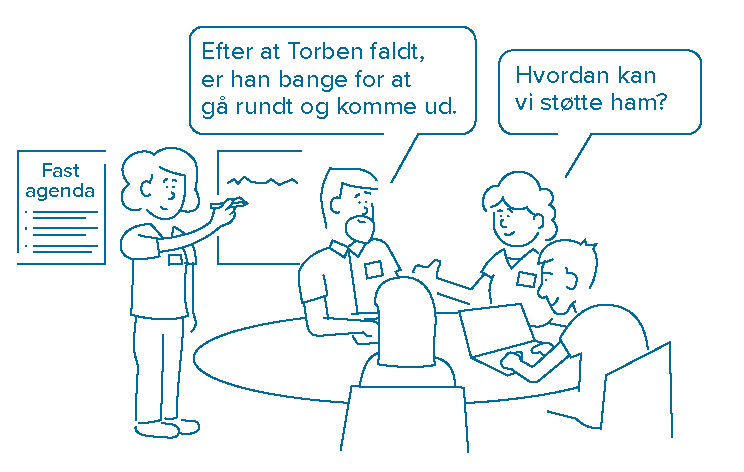 Efter at Torben faldt,
er han bange for at
gå rundt og komme ud.
Hvordan kan
vi støtte ham?
Fast
agenda